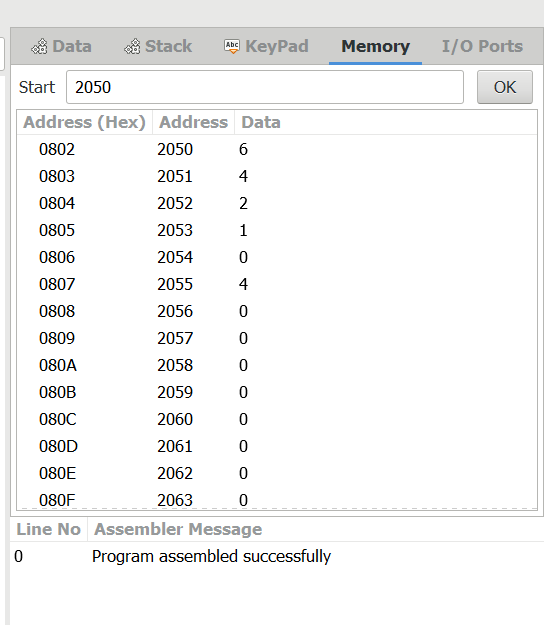 Data Stack Abc KeyPad Memory I/O Ports
Start 2050 OK
Address (Hex) Address Data
0802 2050 6
0803 2051 4
0804 2052 2
0805 2053 1
0806 2054 0
0807 2055 4
0808 2056 0
0809 2057 0
080A 2058 0
080B 2059 0
080C 2060 0
080D 2061 0
080E 2062 0
080F 2063 0
Line No Assembler Message
0 Program assembled successfully